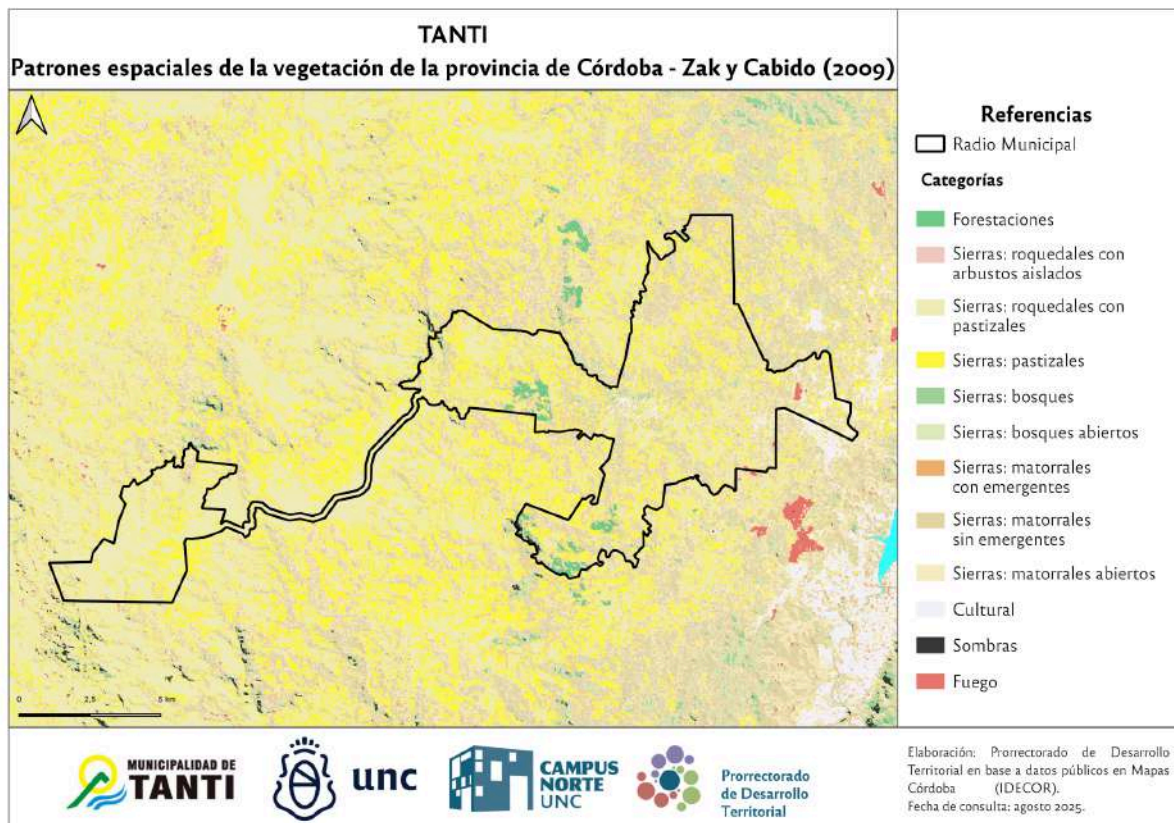 TANTI
Patrones espaciales de la vegetación de la provincia de Córdoba - Zak y Cabido (2009)
Referencias
Radio Municipal
Categorías
Forestaciones
Sierras: roquedales con
arbustos aislados
Sierras: roquedales con
pastizales
Sierras: pastizales
Sierras: bosques
Sierras: bosques abiertos
Sierras: matorrales
con emergentes
Sierras: matorrales
sin emergentes
Sierras: matorrales abiertos
Cultural
Sombras
Fuego
0 2,5 5 km
MUNICIPALIDAD DE
TANTI
unc
CAMPUS
NORTE
UNC
Prorrectorado
de Desarrollo
Territorial
Elaboración: Prorrectorado de Desarrollo
Territorial en base a datos públicos en Mapas
Córdoba (IDECOR).
Fecha de consulta: agosto 2025.